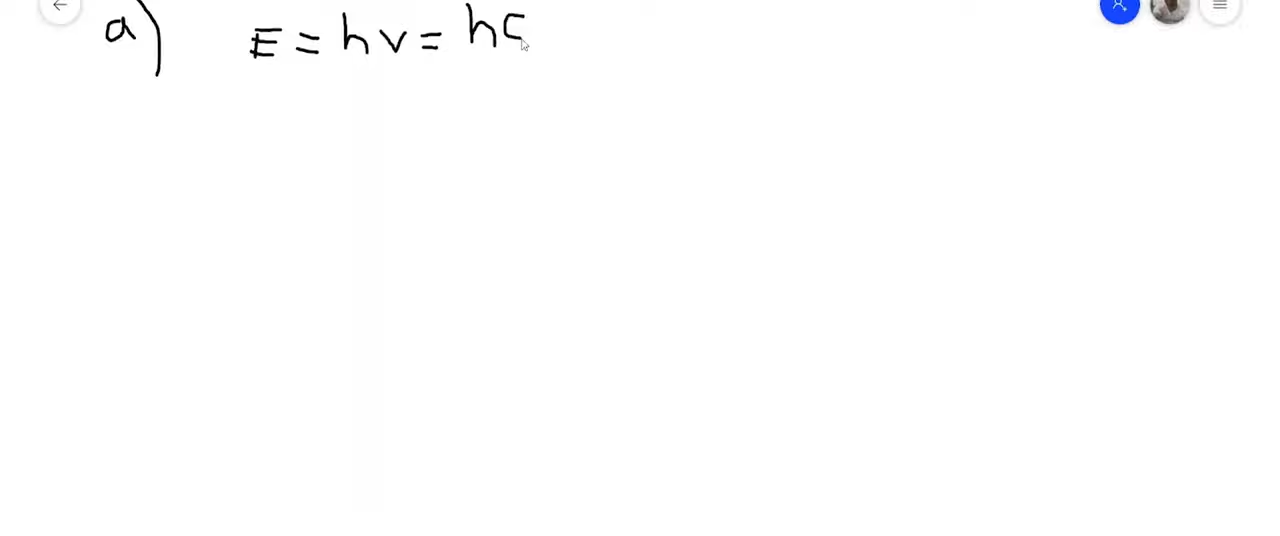 a) E = hν = hc